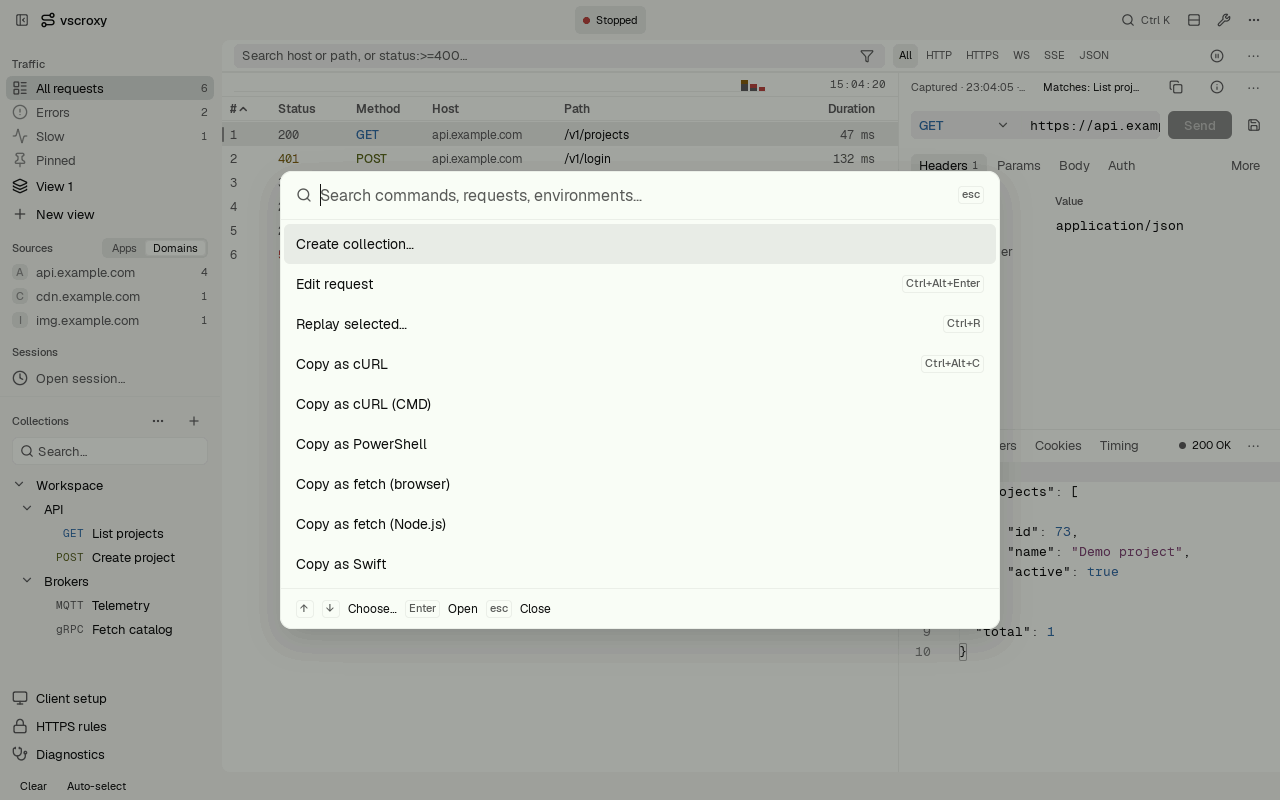 vscroxy
Stopped
Ctrl K
Traffic
All requests 6
Errors 2
Slow 1
Pinned
View 1
New view
Sources Apps Domains
A api.example.com 4
C cdn.example.com 1
I img.example.com 1
Sessions
Open session...
Collections
Search...
Workspace
API
GET List projects
POST Create project
Brokers
MQTT Telemetry
gRPC Fetch catalog
Client setup
HTTPS rules
Diagnostics
Clear Auto-select
Search host or path, or status:>=400...
All HTTP HTTPS WS SSE JSON
15:04:20
# Status Method Host Path Duration
1 200 GET api.example.com /v1/projects 47 ms
2 401 POST api.example.com /v1/login 132 ms
3
4
5
6
Captured · 23:04:05 ·... Matches: List proj...
GET https://api.examp Send
Headers 1 Params Body Auth More
Value
application/json
er
Search commands, requests, environments... esc
Create collection...
Edit request Ctrl+Alt+Enter
Replay selected... Ctrl+R
Copy as cURL Ctrl+Alt+C
Copy as cURL (CMD)
Copy as PowerShell
Copy as fetch (browser)
Copy as fetch (Node.js)
Copy as Swift
↑ ↓ Choose... Enter Open esc Close
ers Cookies Timing 200 OK
ojects": [
"id": 73,
"name": "Demo project",
"active": true
9 "total": 1
10 }